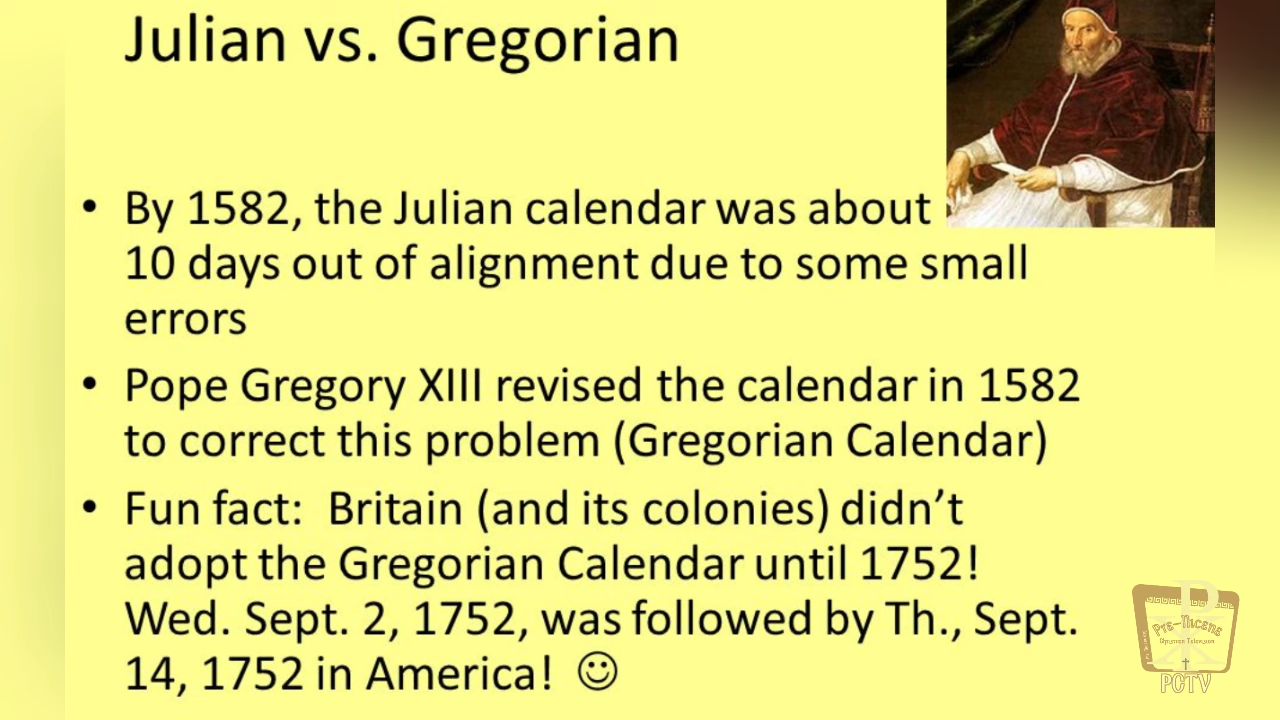 Julian vs. Gregorian
• By 1582, the Julian calendar was about
10 days out of alignment due to some small
errors
• Pope Gregory XIII revised the calendar in 1582
to correct this problem (Gregorian Calendar)
• Fun fact:  Britain (and its colonies) didn’t
adopt the Gregorian Calendar until 1752!
Wed. Sept. 2, 1752, was followed by Th., Sept.
14, 1752 in America! ☺
Pre-Nicene
Christian Television
PCTV